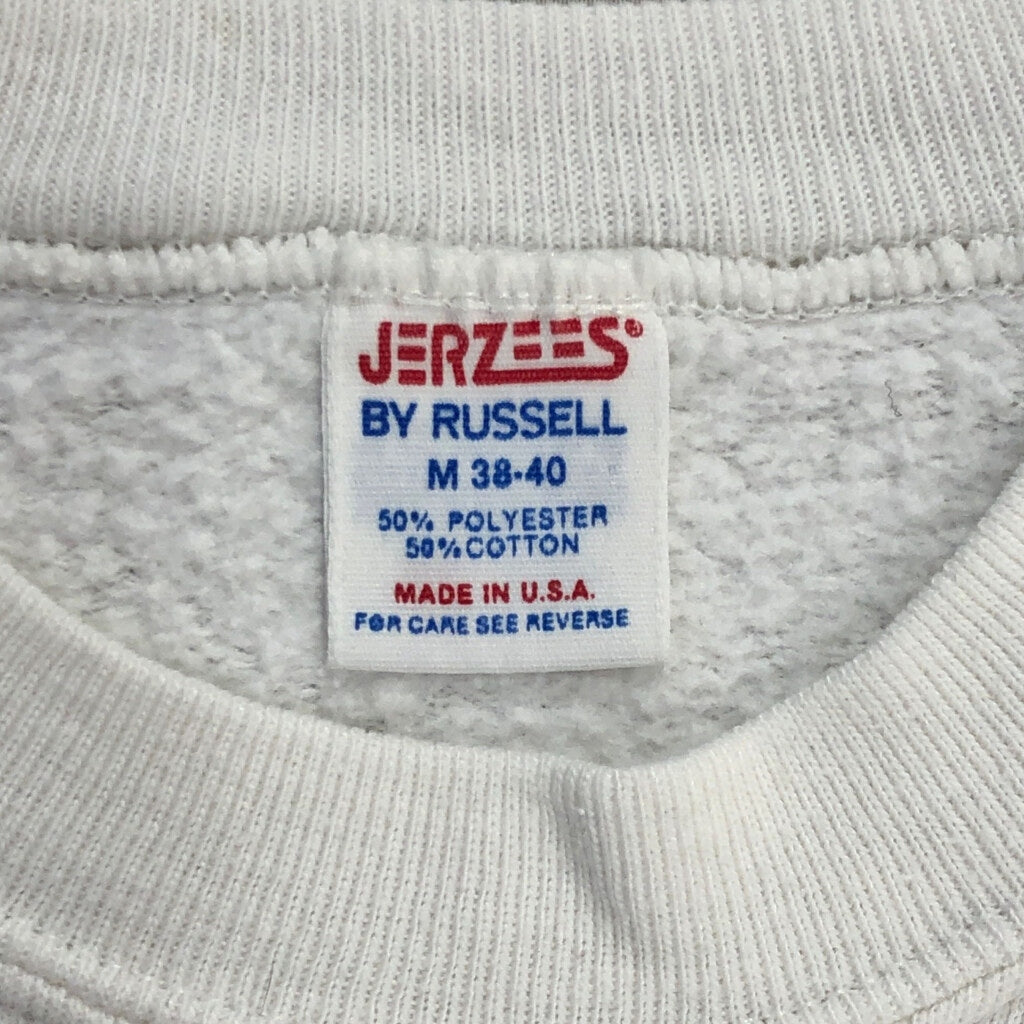 JERZEES®
BY RUSSELL
M 38-40
50% POLYESTER
50% COTTON
MADE IN U.S.A.
FOR CARE SEE REVERSE